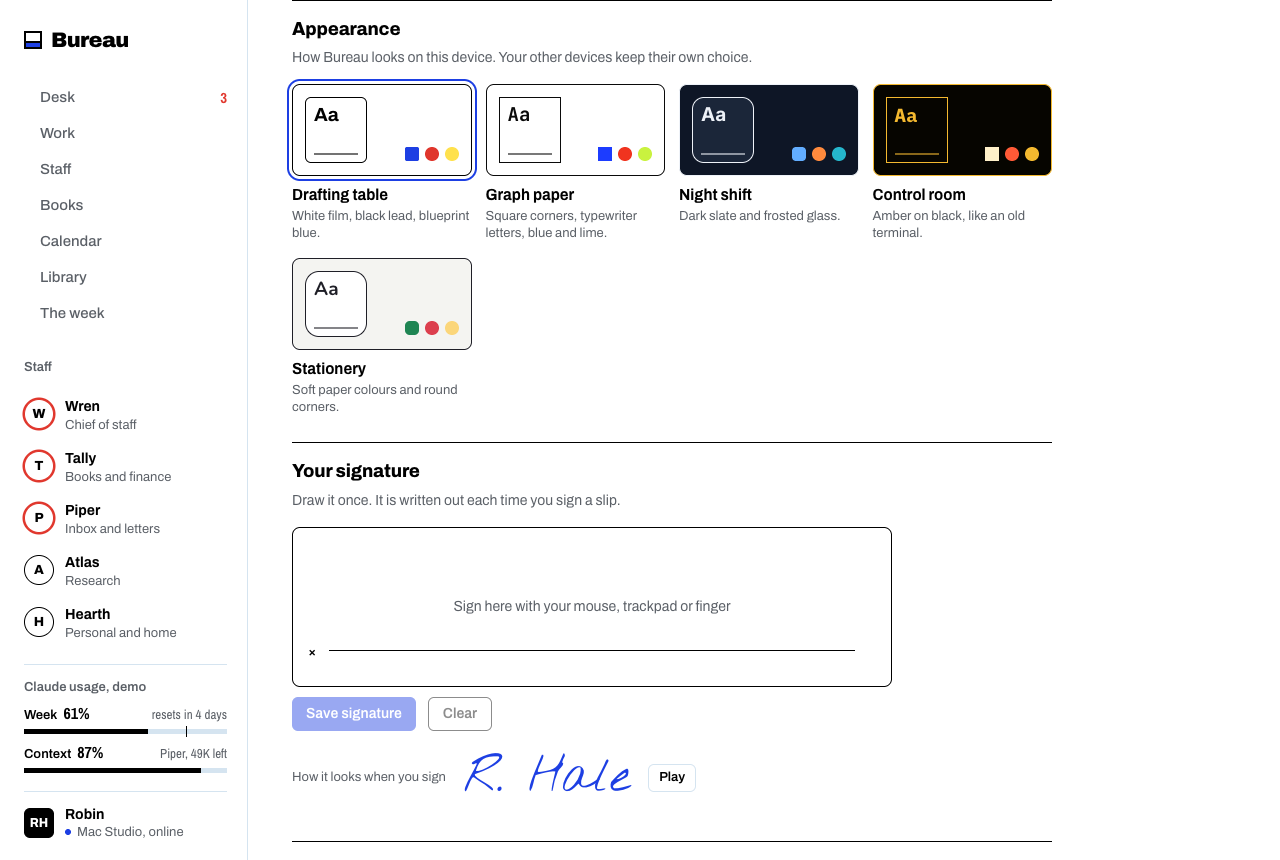 Bureau
Desk 3
Work
Staff
Books
Calendar
Library
The week
Staff
W Wren
Chief of staff
T Tally
Books and finance
P Piper
Inbox and letters
A Atlas
Research
H Hearth
Personal and home
Claude usage, demo
Week 61% resets in 4 days
Context 87% Piper, 49K left
RH Robin
Mac Studio, online
Appearance
How Bureau looks on this device. Your other devices keep their own choice.
Aa
Drafting table
White film, black lead, blueprint
blue.
Aa
Graph paper
Square corners, typewriter
letters, blue and lime.
Aa
Night shift
Dark slate and frosted glass.
Aa
Control room
Amber on black, like an old
terminal.
Aa
Stationery
Soft paper colours and round
corners.
Your signature
Draw it once. It is written out each time you sign a slip.
Sign here with your mouse, trackpad or finger
×
Save signature Clear
How it looks when you sign R. Hale Play